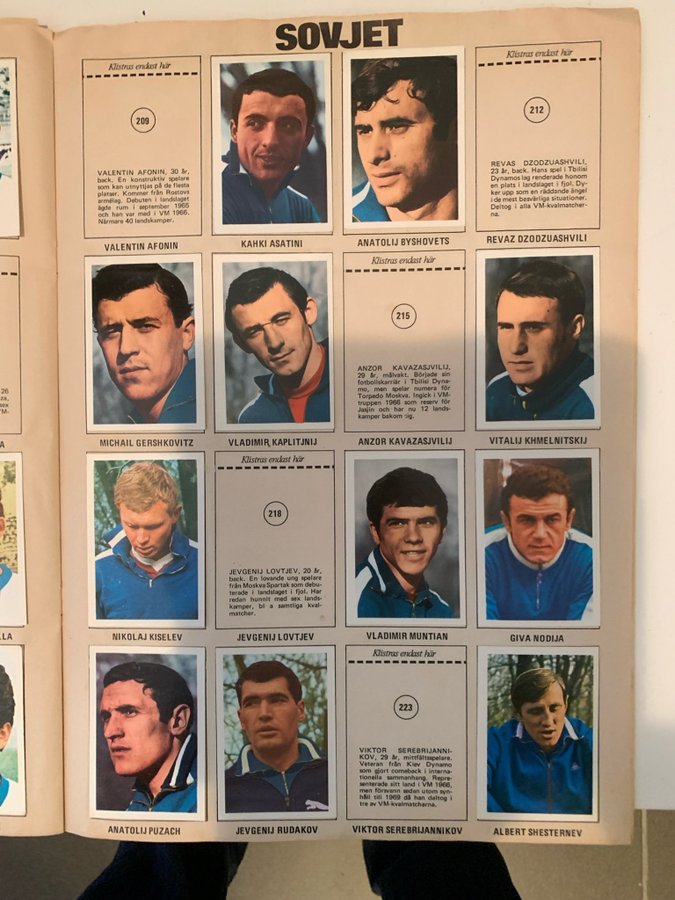 SOVJET
Klistras endast här
209
VALENTIN AFONIN, 30 år,
back. En konstruktiv spelare
som kan utnyttjas på de flesta
platser. Kommer från Rostovs
armélag. Debuten i landslaget
ägde rum i september 1965
och han var med i VM 1966.
Närmare 40 landskamper.
VALENTIN AFONIN
KAHKI ASATINI
ANATOLIJ BYSHOVETS
Klistras endast här
212
REVAS DZODZUASHVILI,
23 år, back. Hans spel i Tbilisi
Dynamos lag renderade honom
en plats i landslaget i fjol. Dy-
ker upp som en räddande ängel
i de mest besvärliga situationer.
Deltog i alla VM-kvalmatcher-
na.
REVAZ DZODZUASHVILI
MICHAIL GERSHKOVITZ
VLADIMIR KAPLITJNIJ
Klistras endast här
215
ANZOR KAVAZASJVILIJ,
29 år, målvakt. Började sin
fotbollskarriär i Tbilisi Dyna-
mo, men spelar numera för
Torpedo Moskva. Ingick i VM-
truppen 1966 som reserv för
Jasjin och har nu 12 lands-
kamper bakom sig.
ANZOR KAVAZASJVILIJ
VITALIJ KHMELNITSKIJ
NIKOLAJ KISELEV
Klistras endast här
218
JEVGENIJ LOVTJEV, 20 år,
back. En lovande ung spelare
från Moskva Spartak som debu-
terade i landslaget i fjol. Har
redan hunnit med sex lands-
kamper, bl a samtliga kval-
matcher.
JEVGENIJ LOVTJEV
VLADIMIR MUNTIAN
GIVA NODIJA
ANATOLIJ PUZACH
JEVGENIJ RUDAKOV
Klistras endast här
223
VIKTOR SEREBRIJANNI-
KOV, 29 år, mittfältsspelare.
Veteran från Kiev Dynamo
som gjort comeback i interna-
tionella sammanhang. Repre-
senterade sitt land i VM 1966,
men försvann sedan utom syn-
håll till 1969 då han deltog i
tre av VM-kvalmatcharna.
VIKTOR SEREBRIJANNIKOV
ALBERT SHESTERNEV